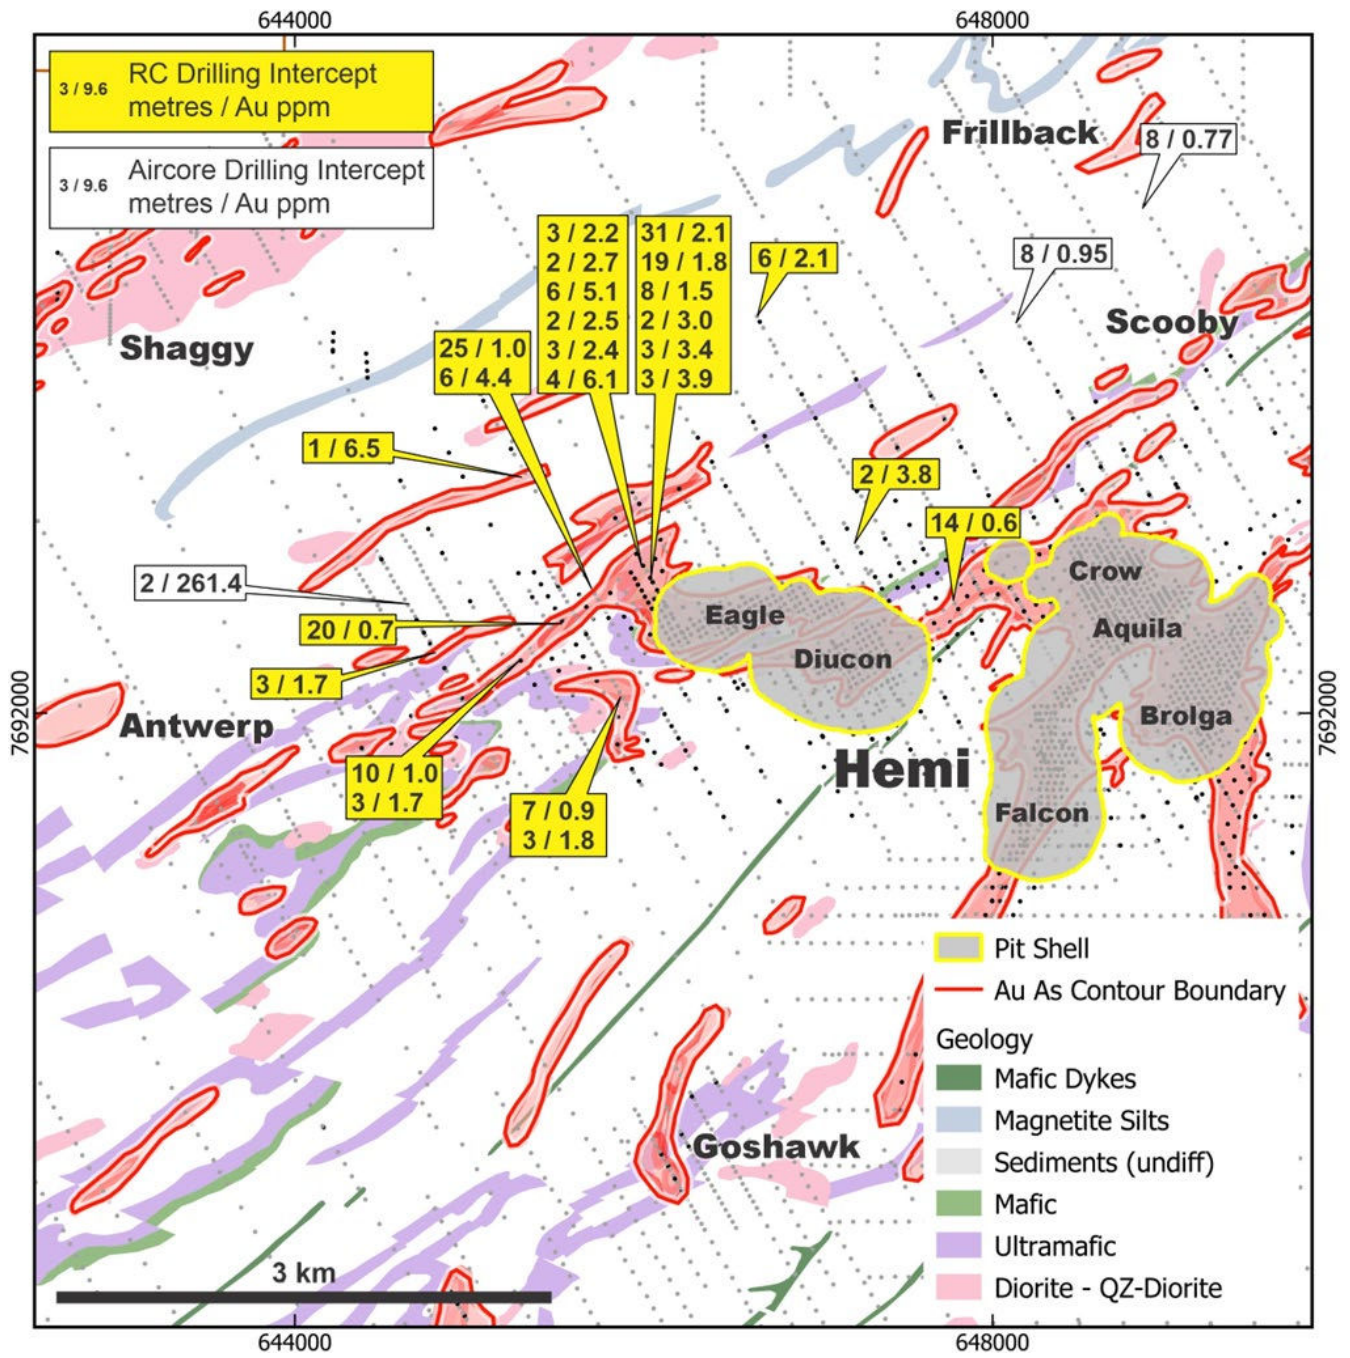 644000
648000
3 / 9.6
RC Drilling Intercept
metres / Au ppm
3 / 9.6
Aircore Drilling Intercept
metres / Au ppm
Frillback
8 / 0.77
3 / 2.2
2 / 2.7
6 / 5.1
2 / 2.5
3 / 2.4
4 / 6.1
31 / 2.1
19 / 1.8
8 / 1.5
2 / 3.0
3 / 3.4
3 / 3.9
6 / 2.1
8 / 0.95
Shaggy
25 / 1.0
6 / 4.4
Scooby
1 / 6.5
2 / 3.8
14 / 0.6
2 / 261.4
20 / 0.7
3 / 1.7
Crow
Eagle
Aquila
Diucon
7692000
7692000
Antwerp
Brolga
Hemi
10 / 1.0
3 / 1.7
7 / 0.9
3 / 1.8
Falcon
Pit Shell
Au As Contour Boundary
Geology
Mafic Dykes
Magnetite Silts
Sediments (undiff)
Mafic
Ultramafic
Diorite - QZ-Diorite
Goshawk
3 km
644000
648000